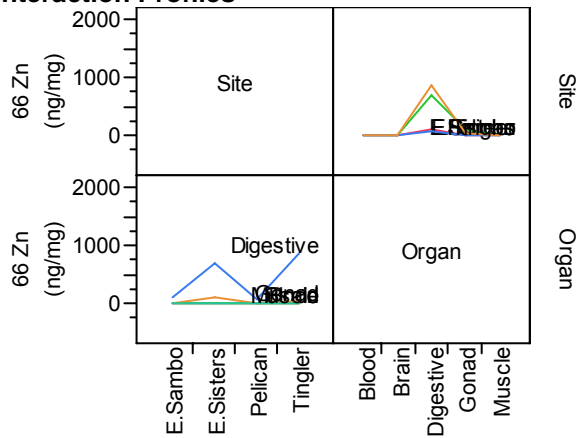 Interaction Profiles
66 Zn
(ng/mg)
2000
1000
0
Site
Site
66 Zn
(ng/mg)
2000
1000
0
Digestive
Organ
Organ
E.Sambo
E.Sisters
Pelican
Tingler
Blood
Brain
Digestive
Gonad
Muscle